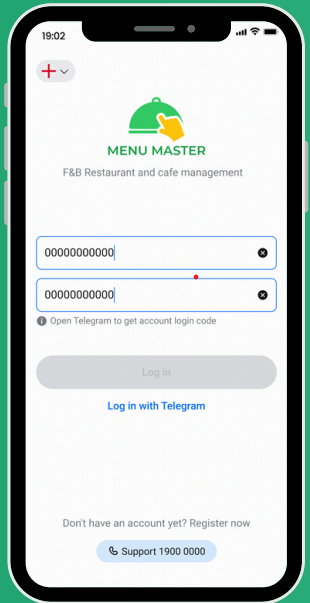 19:02
MENU MASTER
F&B Restaurant and cafe management
00000000000
00000000000
Open Telegram to get account login code
Log in
Log in with Telegram
Don't have an account yet? Register now
Support 1900 0000